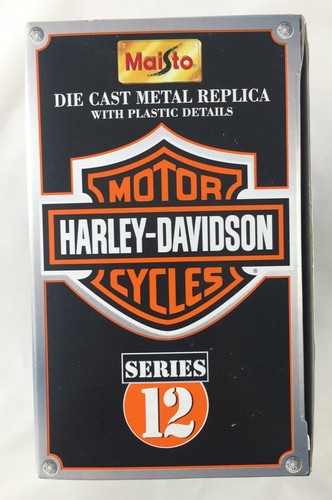 Maisto
DIE CAST METAL REPLICA
WITH PLASTIC DETAILS
MOTOR
HARLEY-DAVIDSON
®
CYCLES
SERIES
12